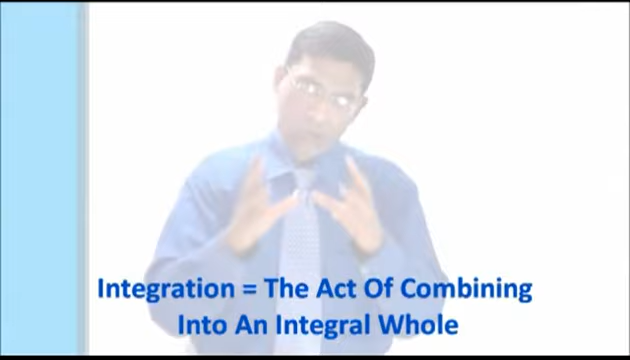 Integration = The Act Of Combining
Into An Integral Whole